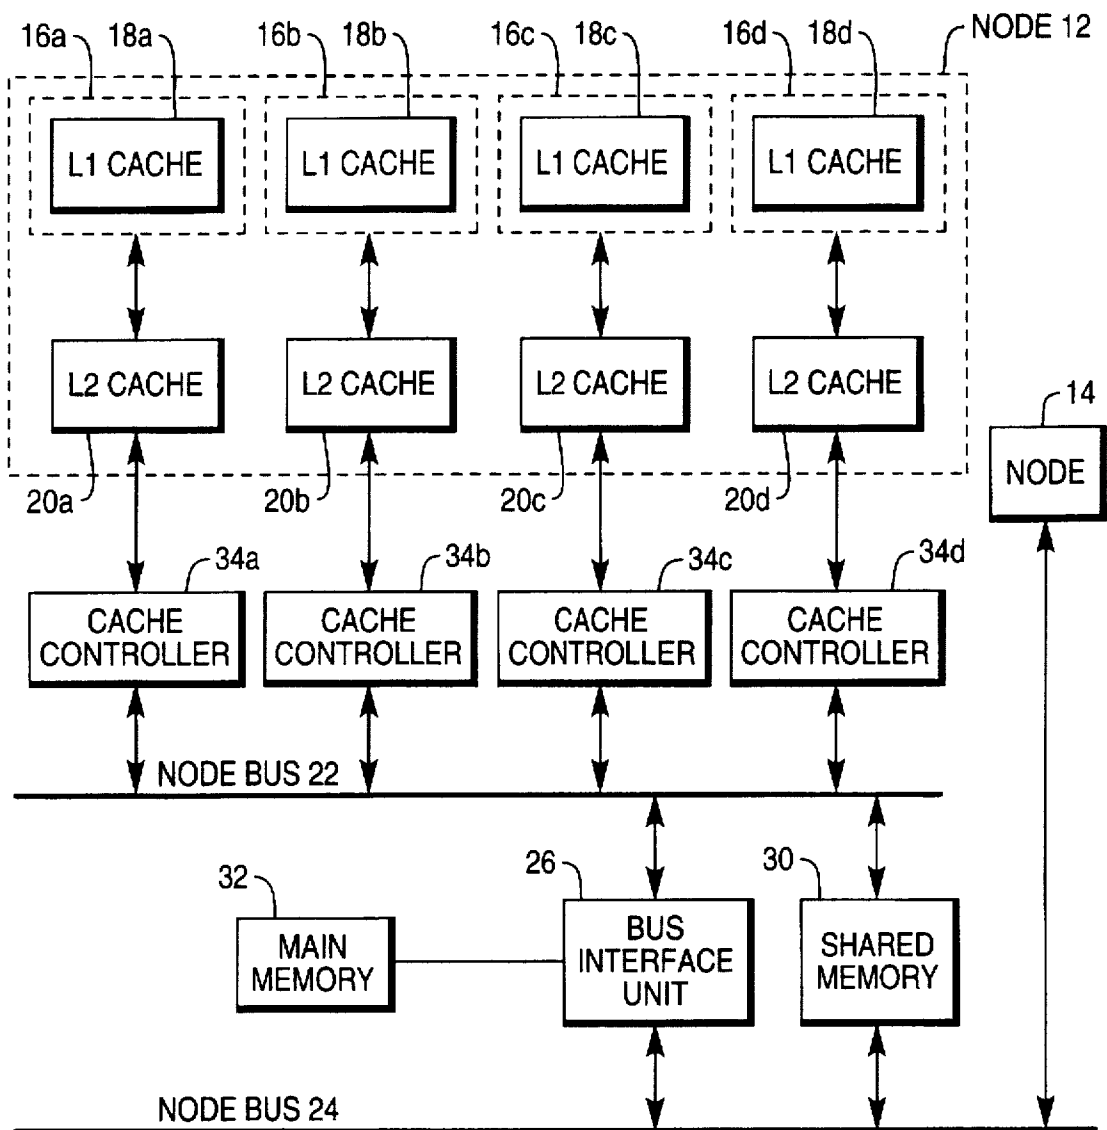 16a 18a 16b 18b 16c 18c 16d 18d NODE 12
L1 CACHE L1 CACHE L1 CACHE L1 CACHE
L2 CACHE L2 CACHE L2 CACHE L2 CACHE
14
NODE
20a 20b 20c 20d
34a 34b 34c 34d
CACHE CACHE CACHE CACHE
CONTROLLER CONTROLLER CONTROLLER CONTROLLER
NODE BUS 22
32 26 30
MAIN
MEMORY
BUS
INTERFACE
UNIT
SHARED
MEMORY
NODE BUS 24